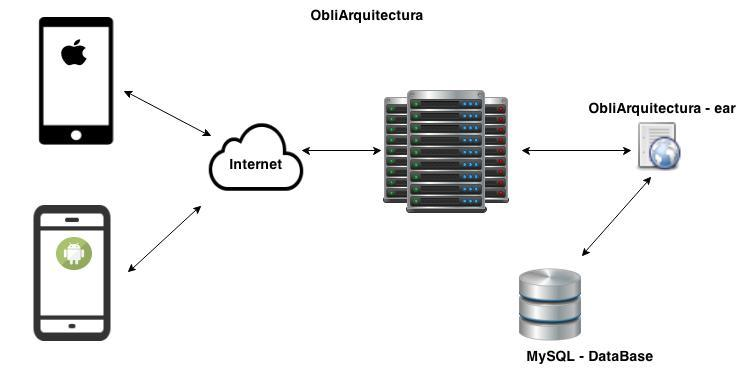 ObliArquitectura
ObliArquitectura - ear
Internet
MySQL - DataBase